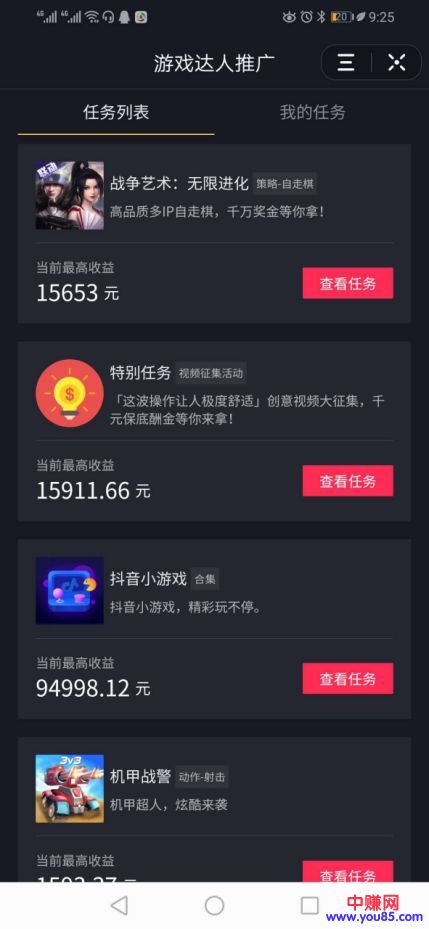 20 9:25
游戏达人推广
任务列表 我的任务
联动
战争艺术：无限进化 策略-自走棋
高品质多IP自走棋，千万奖金等你拿！
当前最高收益
15653 元
查看任务
特别任务 视频征集活动
「这波操作让人极度舒适」创意视频大征集，千
元保底酬金等你来拿！
当前最高收益
15911.66 元
查看任务
抖音小游戏 合集
抖音小游戏，精彩玩不停。
当前最高收益
94998.12 元
查看任务
3v3
机甲战警 动作-射击
机甲超人，炫酷来袭
当前最高收益
查看任务
中赚网
www.you85.com